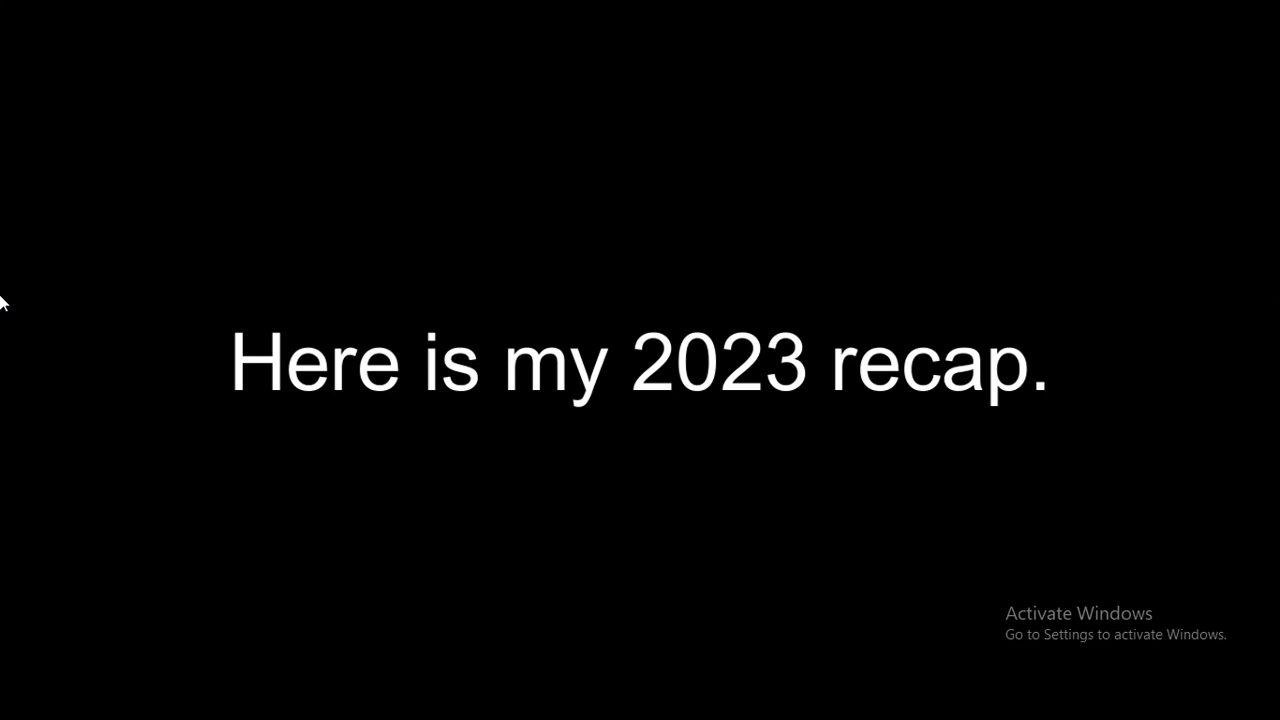 Here is my 2023 recap.
Activate Windows
Go to Settings to activate Windows.